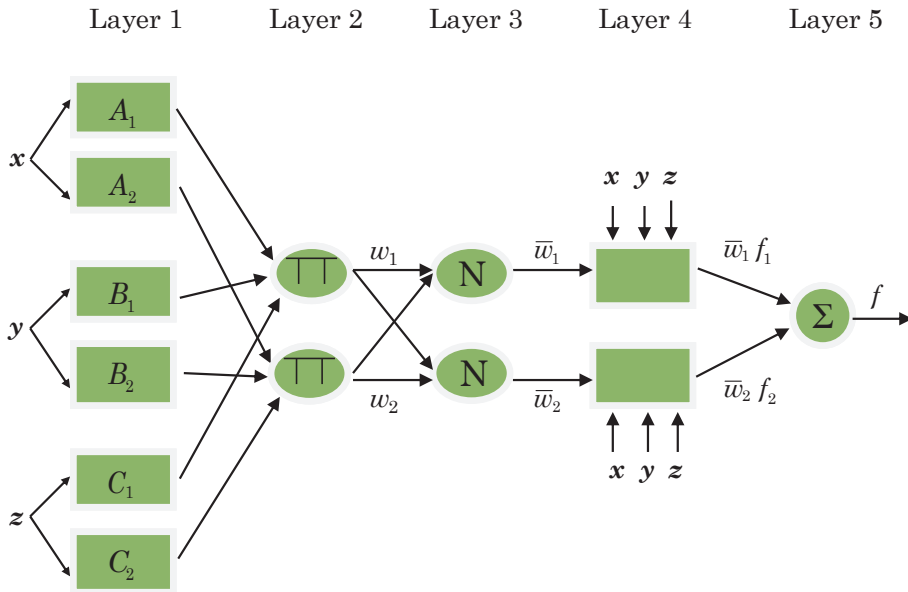 Layer 1 Layer 2 Layer 3 Layer 4 Layer 5
A₁
x
A₂
x y z
w₁ w̅₁ w̅₁ f₁
B₁ ∏ N
f
y Σ
B₂ ∏ N
w₂ w̅₂ w̅₂ f₂
C₁ x y z
z
C₂